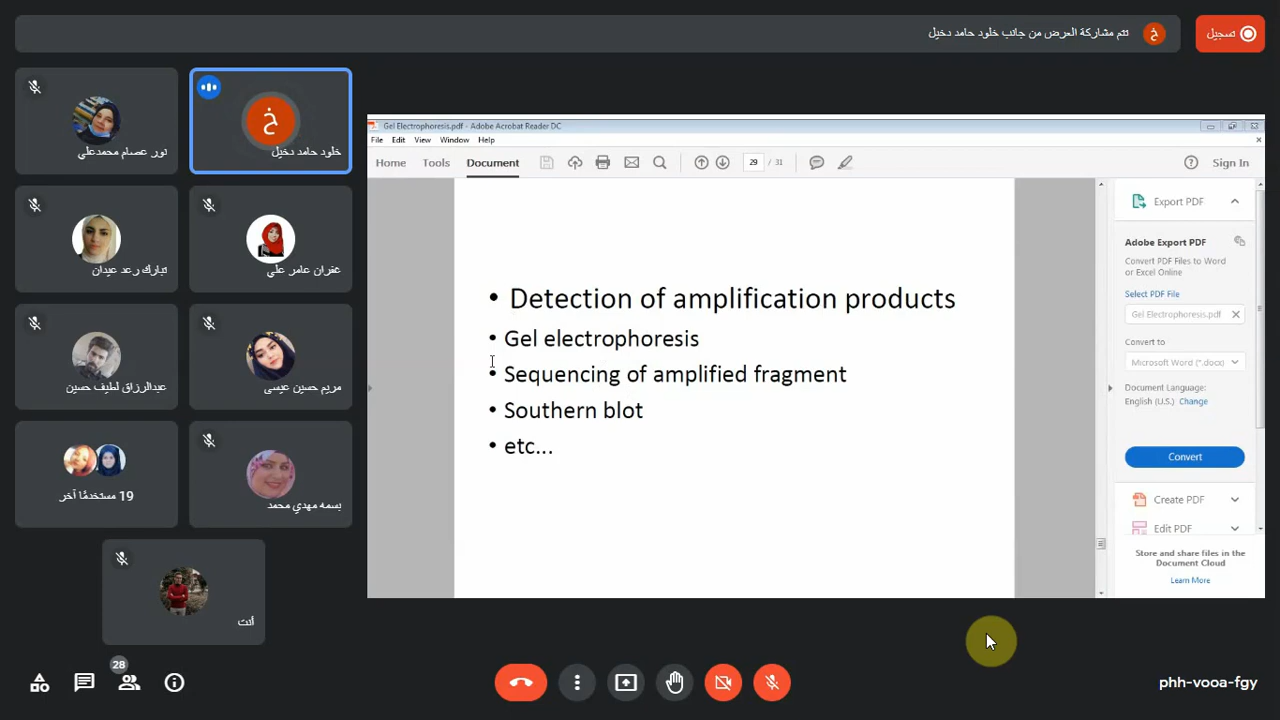 تتم مشاركة العرض من جانب خلود حامد دخيل
خ
تسجيل
نور عصام محمدعلي
خ
خلود حامد دخيل
تبارك رعد عيدان
غفران عامر علي
عبدالرزاق لطيف حسين
مريم حسين عيسى
19 مستخدمًا آخر
بسمه مهدي محمد
أنت
Gel Electrophoresis.pdf - Adobe Acrobat Reader DC
File Edit View Window Help
Home Tools Document 29 / 31 Sign In
• Detection of amplification products
• Gel electrophoresis
• Sequencing of amplified fragment
• Southern blot
• etc...
Export PDF
Adobe Export PDF
Convert PDF Files to Word
or Excel Online
Select PDF File
Gel Electrophoresis.pdf
Convert to
Microsoft Word (*.docx)
Document Language:
English (U.S.) Change
Convert
Create PDF
Edit PDF
Store and share files in the
Document Cloud
Learn More
28
phh-vooa-fgy